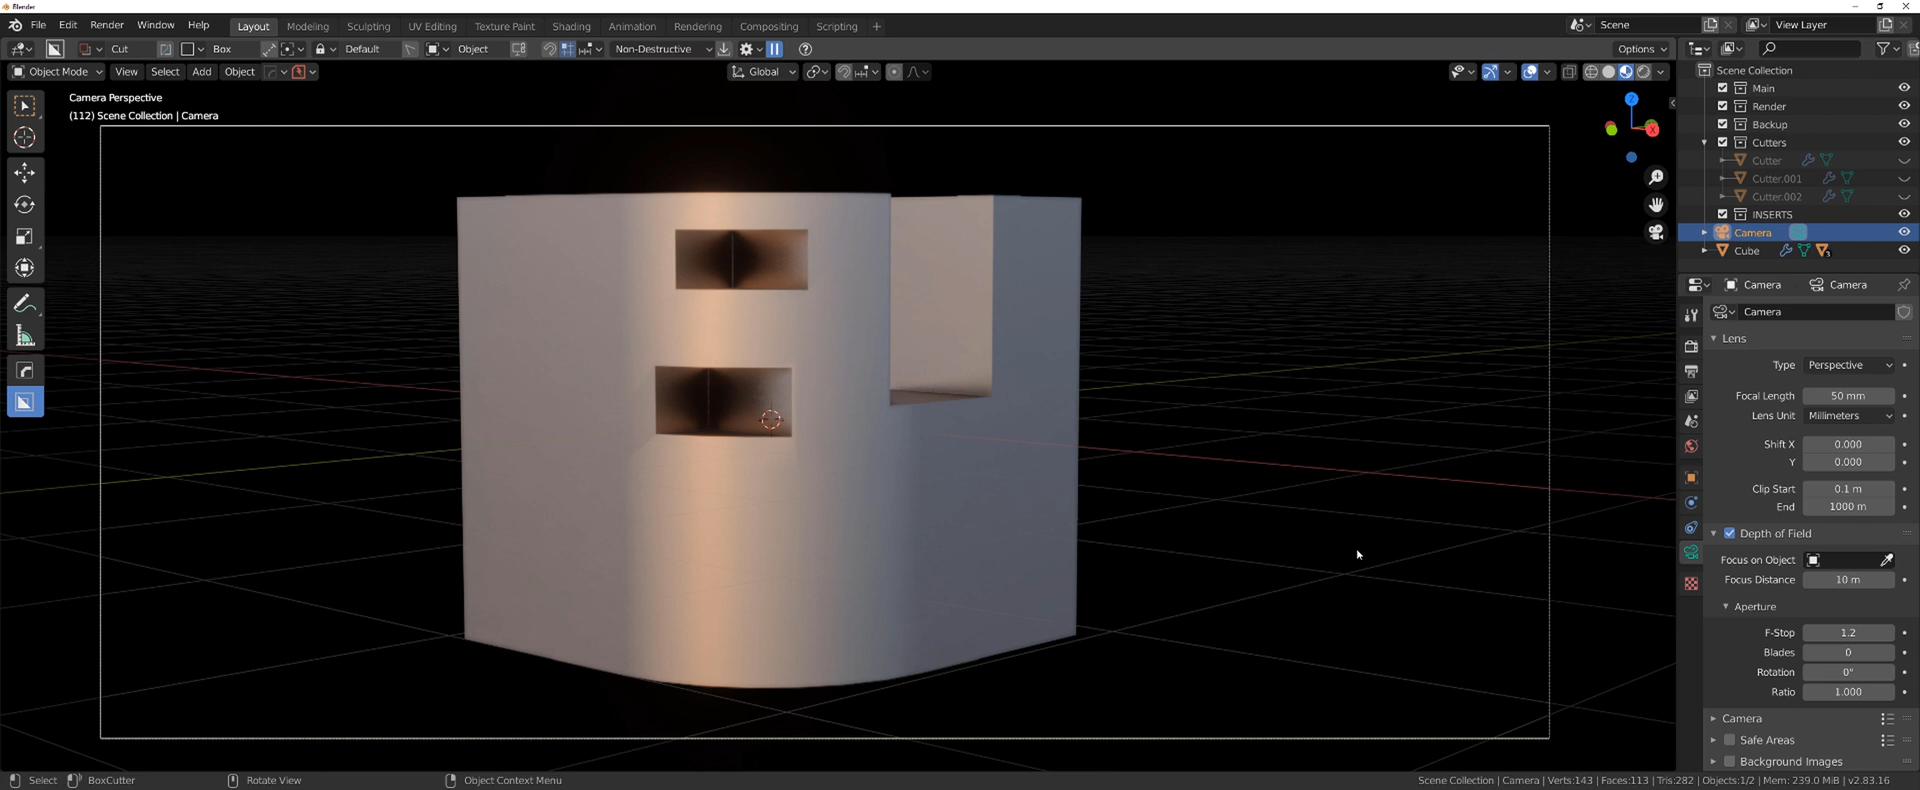 Blender
File Edit Render Window Help Layout Modeling Sculpting UV Editing Texture Paint Shading Animation Rendering Compositing Scripting + Scene View Layer
Cut Box Default Object Non-Destructive Options
Object Mode View Select Add Object Global
Camera Perspective
(112) Scene Collection | Camera
Z
X
Scene Collection
Main
Render
Backup
Cutters
Cutter
Cutter.001
Cutter.002
INSERTS
Camera
Cube 3
Camera Camera
Camera
Lens
Type Perspective
Focal Length 50 mm
Lens Unit Millimeters
Shift X 0.000
Y 0.000
Clip Start 0.1 m
End 1000 m
Depth of Field
Focus on Object
Focus Distance 10 m
Aperture
F-Stop 1.2
Blades 0
Rotation 0°
Ratio 1.000
Camera
Safe Areas
Background Images
Select BoxCutter Rotate View Object Context Menu Scene Collection | Camera | Verts:143 | Faces:113 | Tris:282 | Objects:1/2 | Mem: 239.0 MiB | v2.83.16